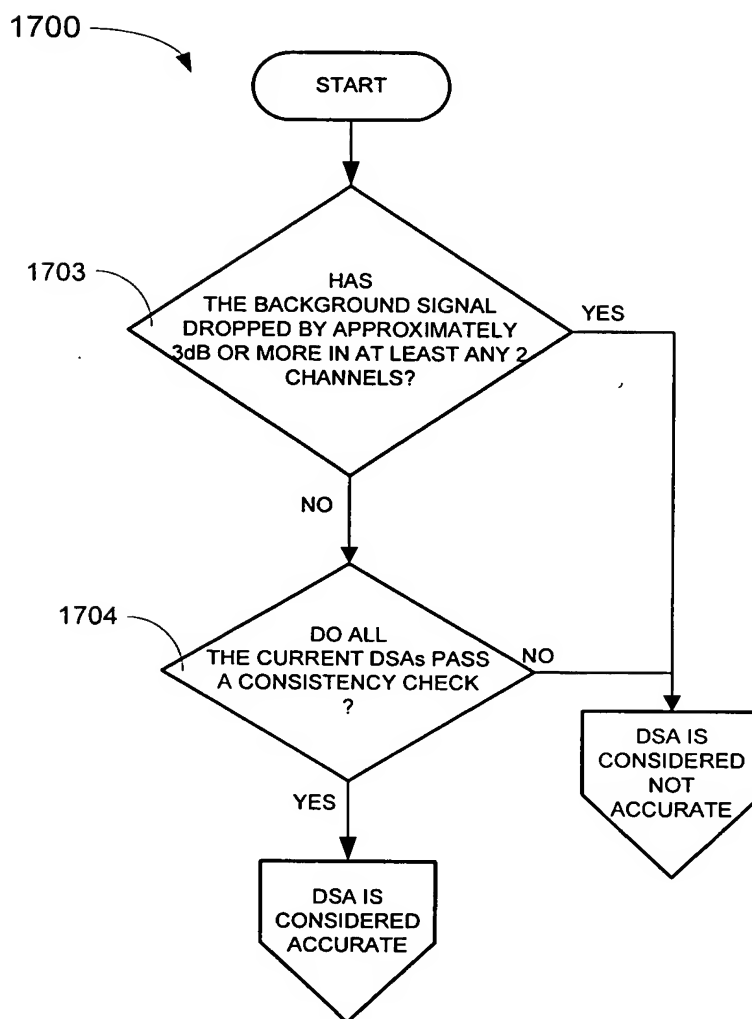 1700
START
1703
HAS
THE BACKGROUND SIGNAL
DROPPED BY APPROXIMATELY
3dB OR MORE IN AT LEAST ANY 2
CHANNELS?
YES
NO
1704
DO ALL
THE CURRENT DSAs PASS
A CONSISTENCY CHECK
?
NO
YES
DSA IS
CONSIDERED
NOT
ACCURATE
DSA IS
CONSIDERED
ACCURATE